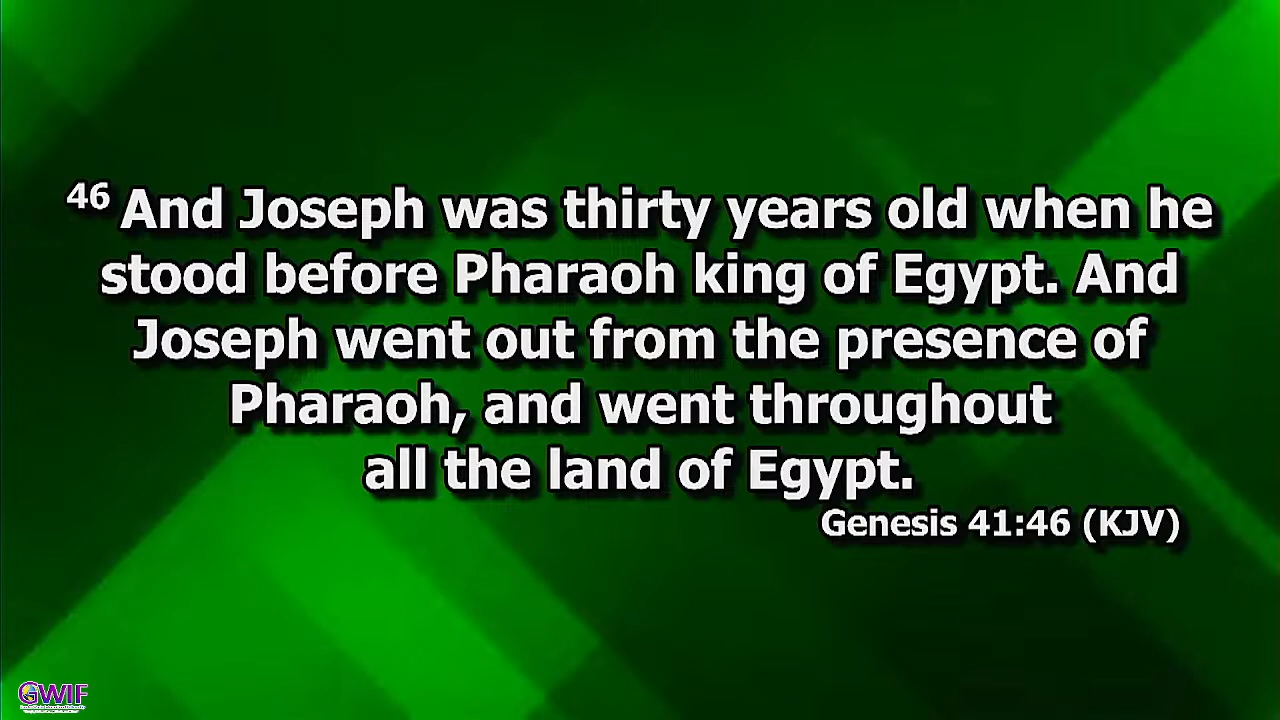 46 And Joseph was thirty years old when he
stood before Pharaoh king of Egypt. And
Joseph went out from the presence of
Pharaoh, and went throughout
all the land of Egypt.
Genesis 41:46 (KJV)
GWIF